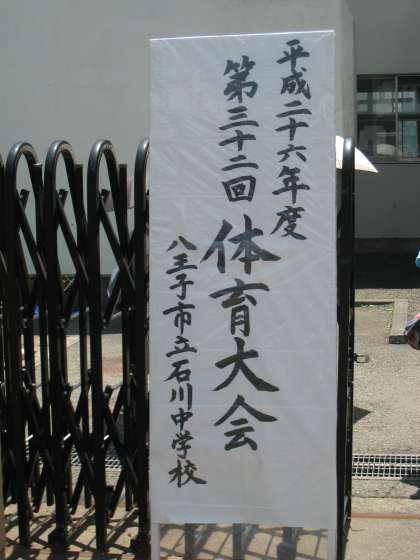 平成二十六年度
第三十二回 体育大会
八王子市立石川中学校